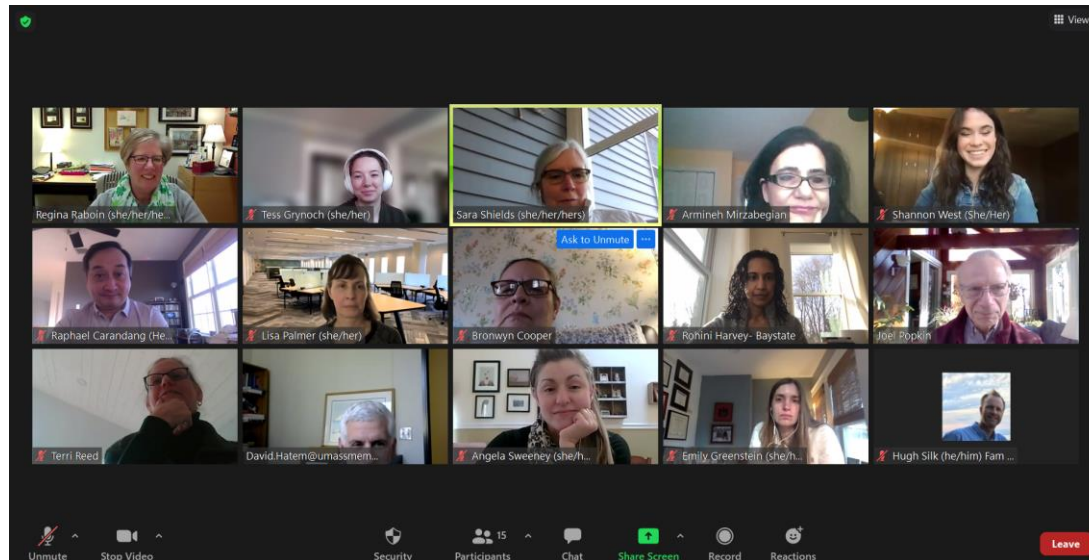 View
Regina Raboin (she/her/he...
Tess Grynoch (she/her)
Sara Shields (she/her/hers)
Armineh Mirzabegian
Shannon West (She/Her)
Raphael Carandang (He...
Lisa Palmer (she/her)
Ask to Unmute
Bronwyn Cooper
Rohini Harvey- Baystate
Joel Popkin
Terri Reed
David.Hatem@umassmem...
Angela Sweeney (she/h...
Emily Greenstein (she/h...
Hugh Silk (he/him) Fam ...
Unmute
Stop Video
Security
15
Participants
Chat
Share Screen
Record
Reactions
Leave